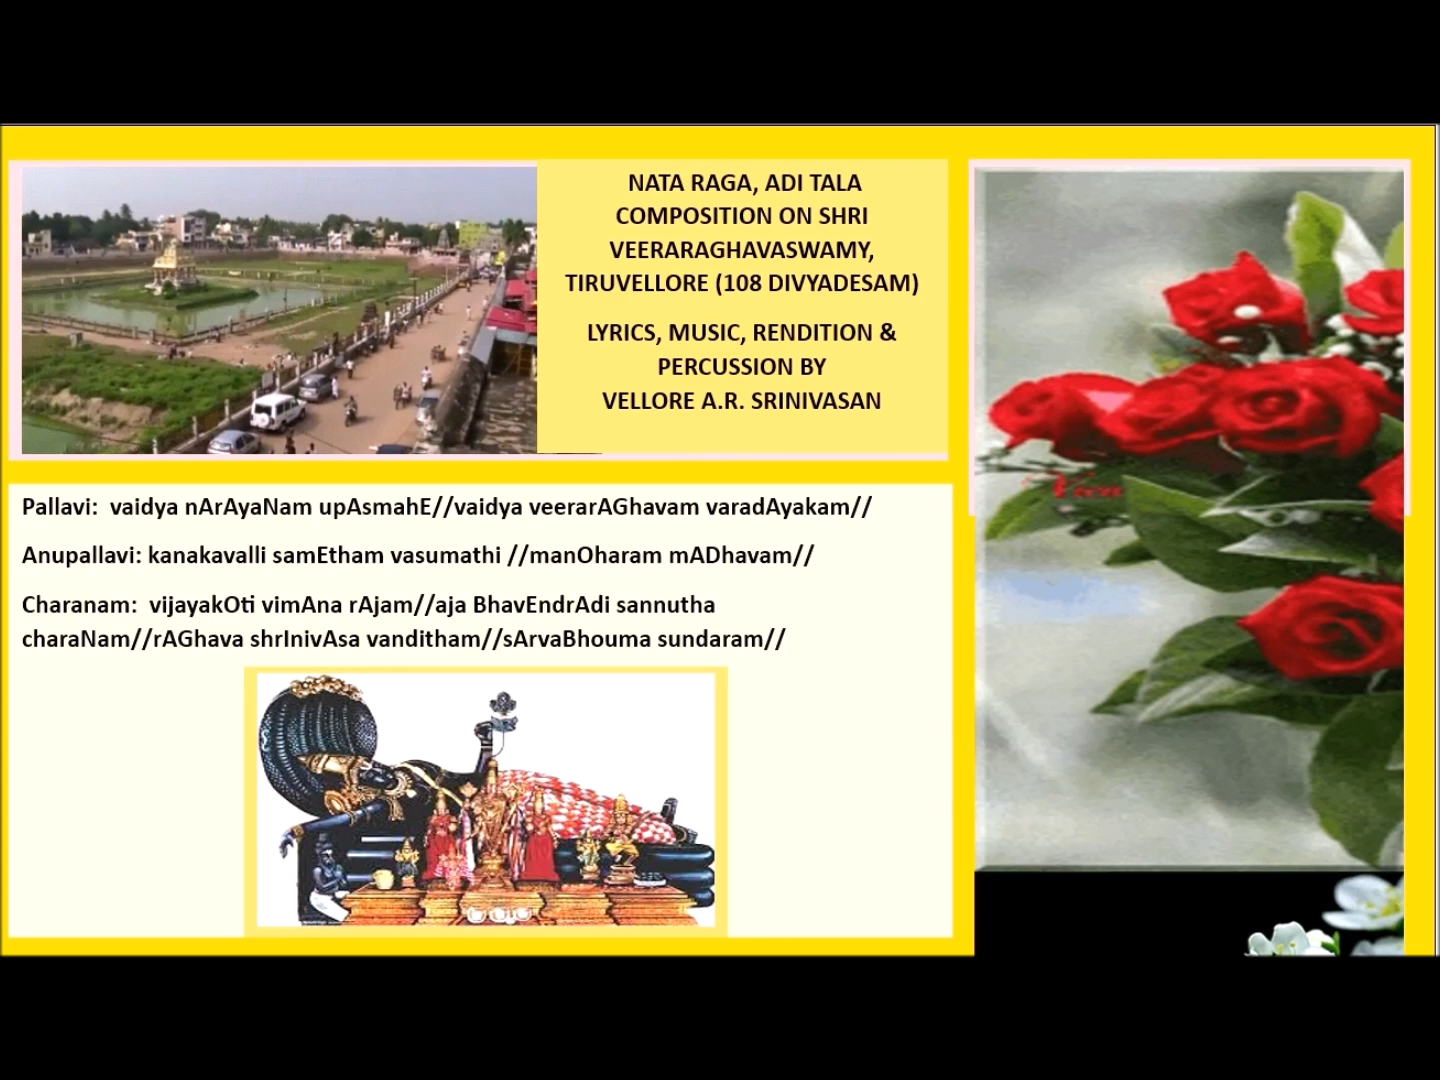 NATA RAGA, ADI TALA
COMPOSITION ON SHRI
VEERARAGHAVASWAMY,
TIRUVELLORE (108 DIVYADESAM)
LYRICS, MUSIC, RENDITION &
PERCUSSION BY
VELLORE A.R. SRINIVASAN
Pallavi:  vaidya nArAyaNam upAsmahE//vaidya veerarAGhavam varadAyakam//
Anupallavi: kanakavalli samEtham vasumathi //manOharam mADhavam//
Charanam:  vijayakOti vimAna rAjam//aja BhavEndrAdi sannutha
charaNam//rAGhava shrInivAsa vanditham//sArvaBhouma sundaram//